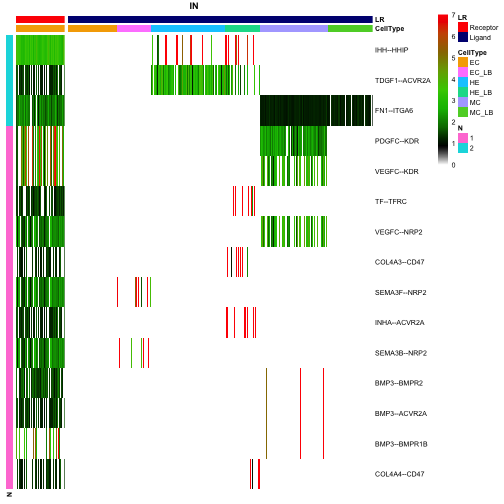 IN
LR
CellType
IHH--HHIP
TDGF1--ACVR2A
FN1--ITGA6
PDGFC--KDR
VEGFC--KDR
TF--TFRC
VEGFC--NRP2
COL4A3--CD47
SEMA3F--NRP2
INHA--ACVR2A
SEMA3B--NRP2
BMP3--BMPR2
BMP3--ACVR2A
BMP3--BMPR1B
COL4A4--CD47
N
7
6
5
4
3
2
1
0
LR
Receptor
Ligand
CellType
EC
EC_LB
HE
HE_LB
MC
MC_LB
N
1
2